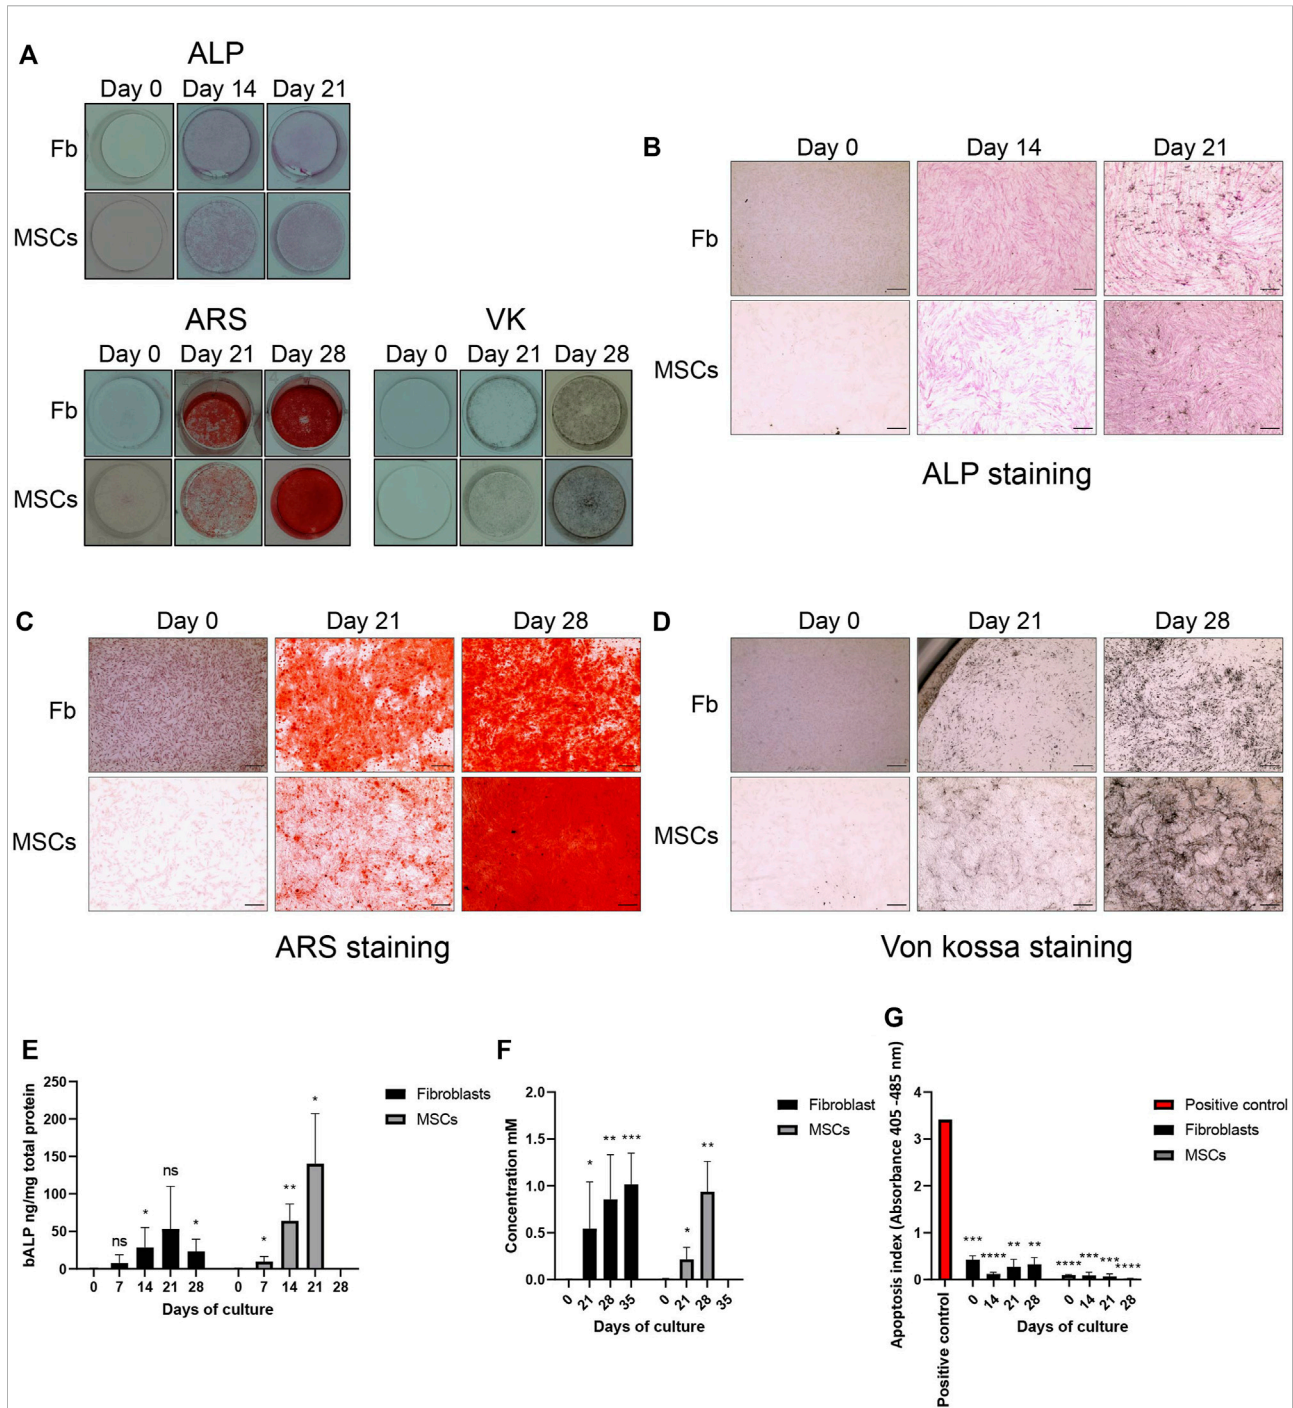 A
ALP
Day 0 Day 14 Day 21
Fb
MSCs
ARS
Day 0 Day 21 Day 28
Fb
MSCs
VK
Day 0 Day 21 Day 28
B
Day 0 Day 14 Day 21
Fb
MSCs
ALP staining
C
Day 0 Day 21 Day 28
Fb
MSCs
ARS staining
D
Day 0 Day 21 Day 28
Fb
MSCs
Von kossa staining
E
bALP ng/mg total protein
250
200
150
100
50
0
ns * ns * * ** *
0 7 14 21 28 0 7 14 21 28
Days of culture
Fibroblasts
MSCs
F
Concentration mM
2.0
1.5
1.0
0.5
0.0
* ** *** * **
0 21 28 35 0 21 28 35
Days of culture
Fibroblast
MSCs
G
Apoptosis index (Absorbance 405 -485 nm)
4
3
2
1
0
*** **** ** ** **** *** *** ****
Positive control 0 14 21 28 0 14 21 28
Days of culture
Positive control
Fibroblasts
MSCs